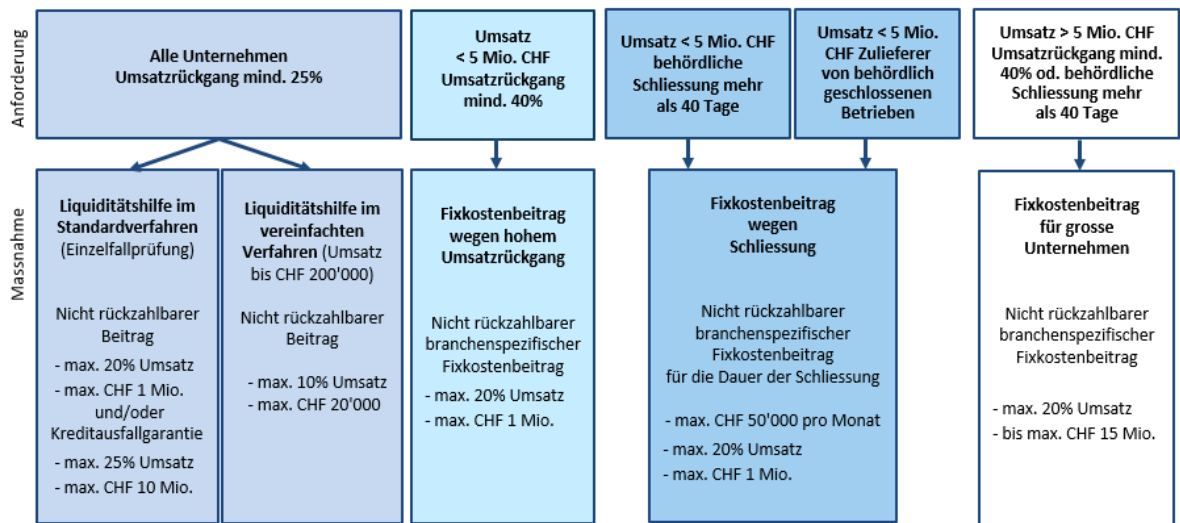 Anforderung
Alle Unternehmen
Umsatzrückgang mind. 25%
Umsatz
< 5 Mio. CHF
Umsatzrückgang
mind. 40%
Umsatz < 5 Mio. CHF
behördliche
Schliessung mehr
als 40 Tage
Umsatz < 5 Mio.
CHF Zulieferer
von behördlich
geschlossenen
Betrieben
Umsatz > 5 Mio. CHF
Umsatzrückgang mind.
40% od. behördliche
Schliessung mehr
als 40 Tage
Massnahme
Liquiditätshilfe im
Standardverfahren
(Einzelfallprüfung)
Nicht rückzahlbarer
Beitrag
- max. 20% Umsatz
- max. CHF 1 Mio.
und/oder
Kreditausfallgarantie
- max. 25% Umsatz
- max. CHF 10 Mio.
Liquiditätshilfe im
vereinfachten
Verfahren (Umsatz
bis CHF 200'000)
Nicht rückzahlbarer
Beitrag
- max. 10% Umsatz
- max. CHF 20'000
Fixkostenbeitrag
wegen hohem
Umsatzrückgang
Nicht rückzahlbarer
branchenspezifischer
Fixkostenbeitrag
- max. 20% Umsatz
- max. CHF 1 Mio.
Fixkostenbeitrag
wegen
Schliessung
Nicht rückzahlbarer
branchenspezifischer
Fixkostenbeitrag
für die Dauer der Schliessung
- max. CHF 50'000 pro Monat
- max. 20% Umsatz
- max. CHF 1 Mio.
Fixkostenbeitrag
für grosse
Unternehmen
Nicht rückzahlbarer
branchenspezifischer
Fixkostenbeitrag
- max. 20% Umsatz
- bis max. CHF 15 Mio.